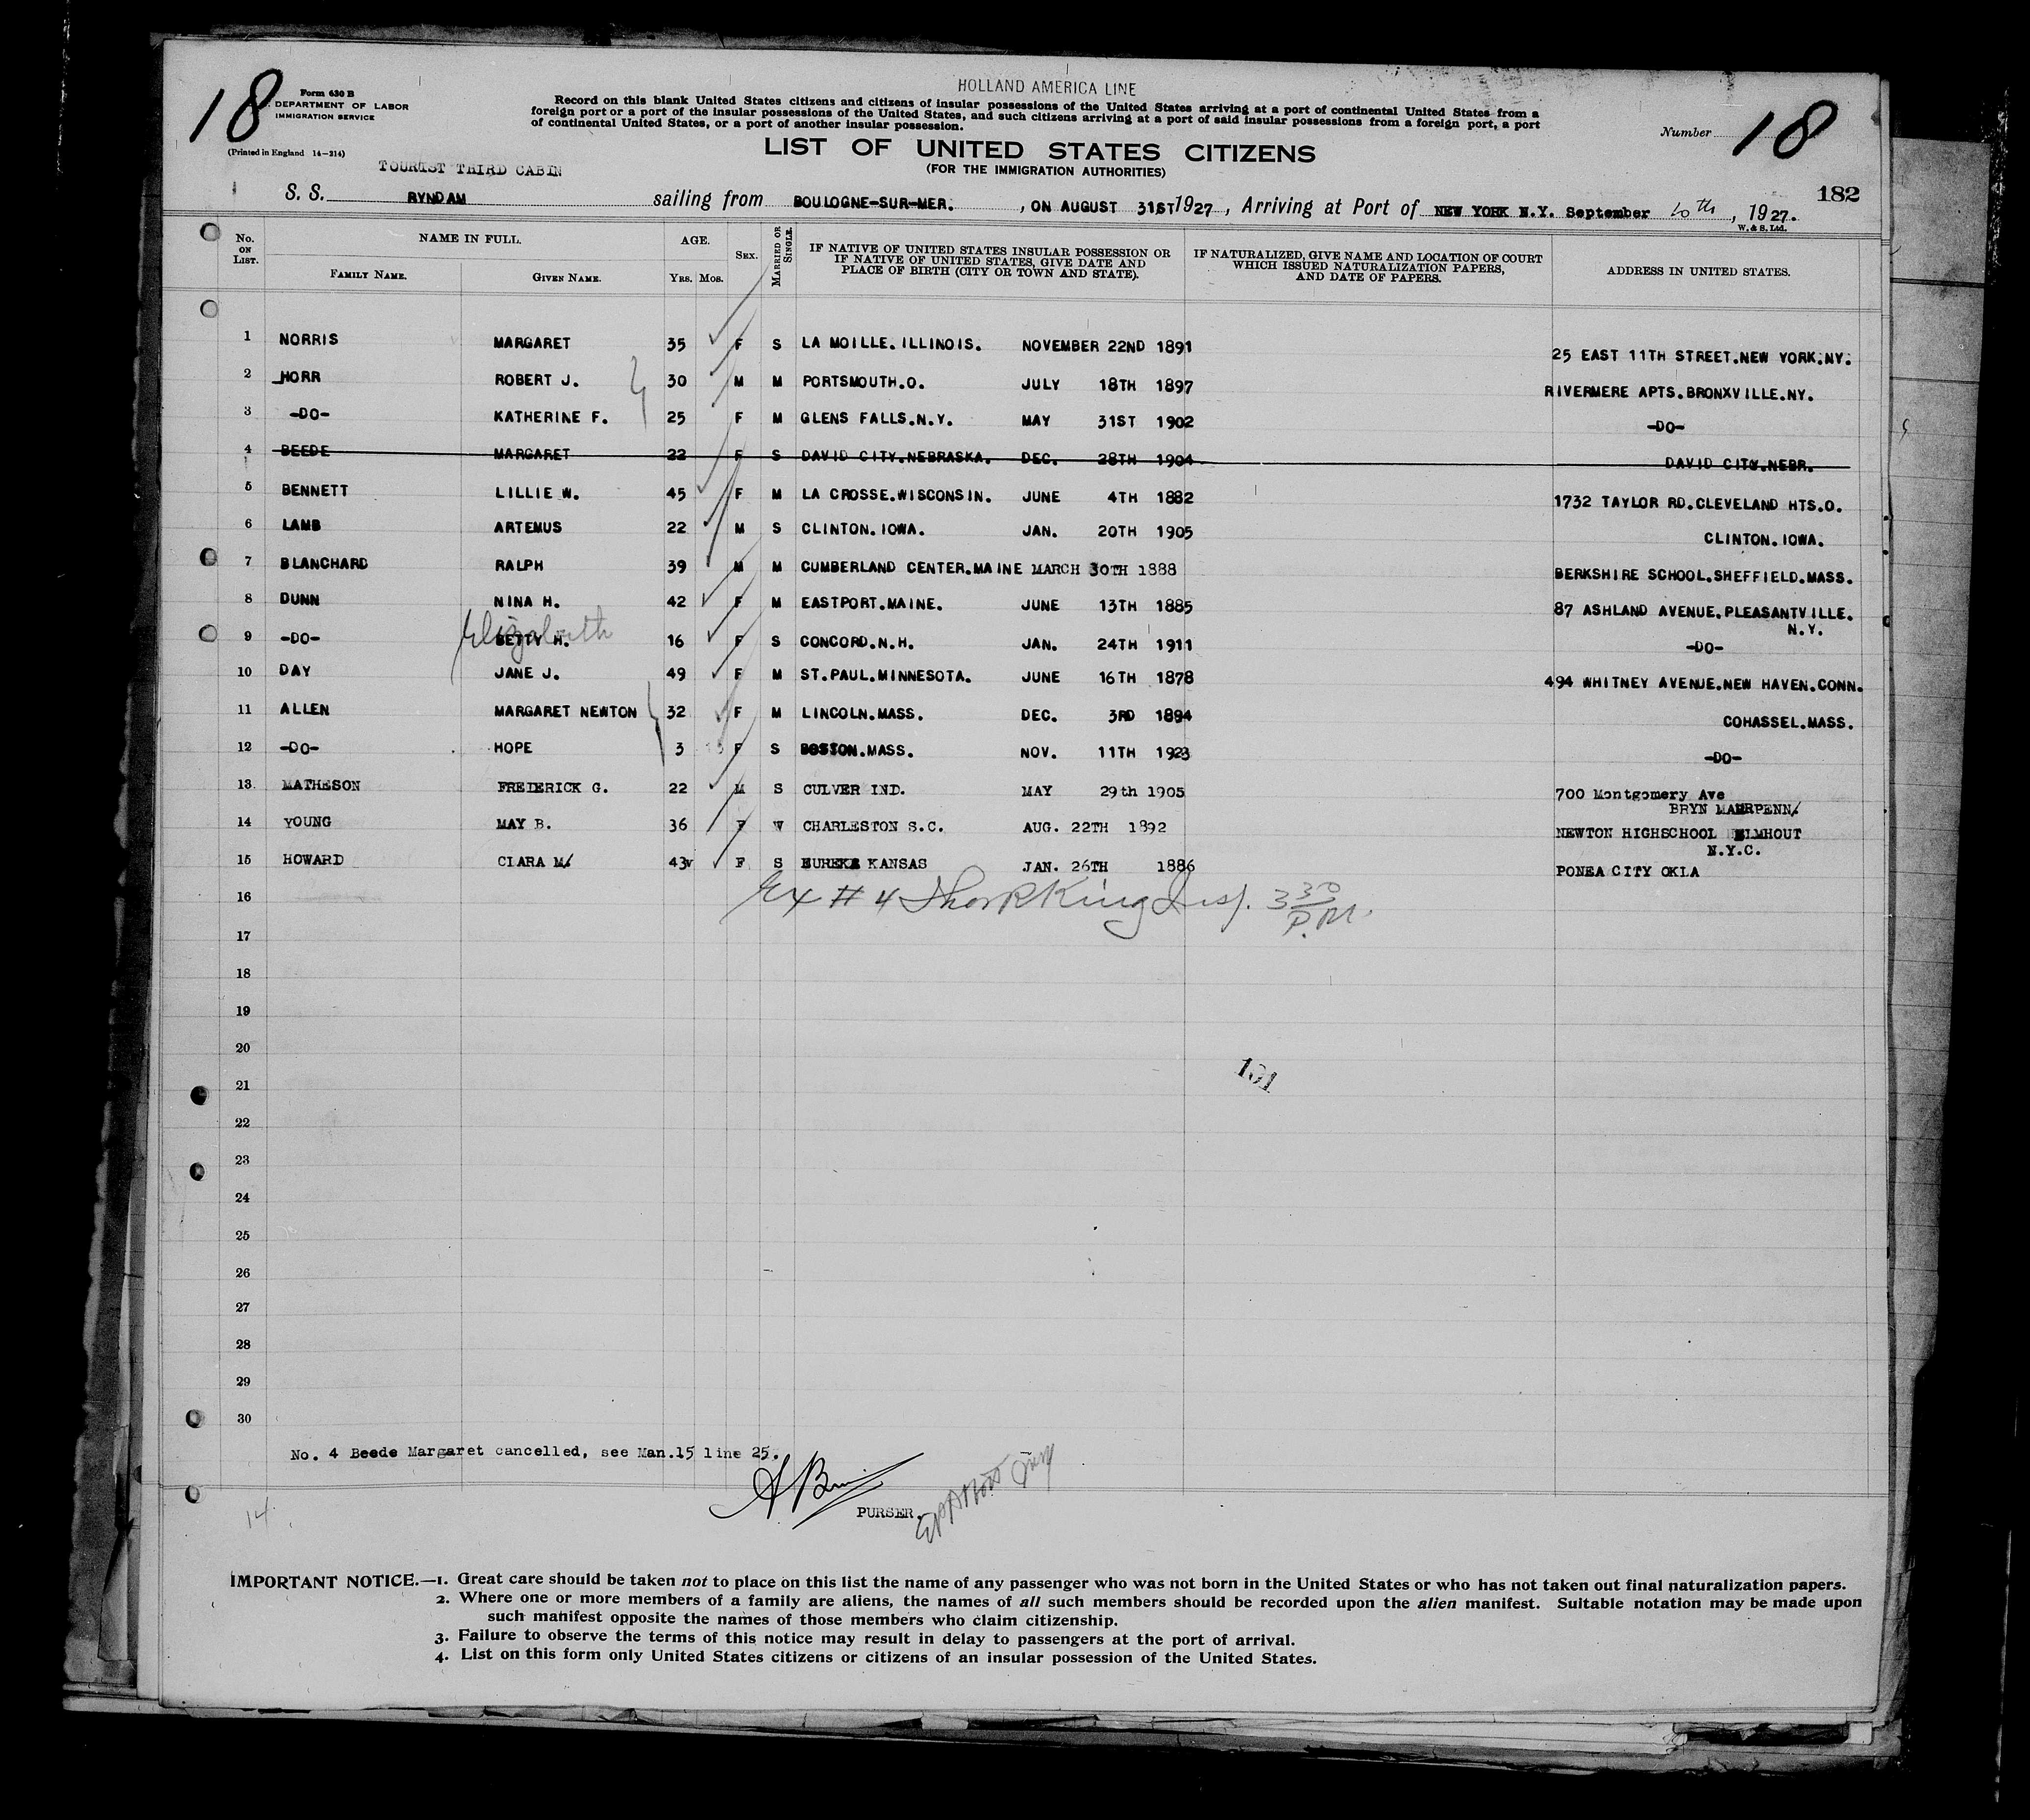 HOLLAND AMERICA LINE
18
Form 630 B
DEPARTMENT OF LABOR
IMMIGRATION SERVICE
(Printed in England 14—314)
Record on this blank United States citizens and citizens of insular possessions of the United States arriving at a port of continental United States from a
foreign port or a port of the insular possessions of the United States, and such citizens arriving at a port of said insular possessions from a foreign port, a port
of continental United States, or a port of another insular possession.
Number 18
LIST OF UNITED STATES CITIZENS
(FOR THE IMMIGRATION AUTHORITIES)
TOURIST THIRD CABIN
182
S. S. RYNDAM sailing from BOULOGNE-SUR-MER. , ON AUGUST 31ST 1927 , Arriving at Port of NEW YORK N.Y. September 10th , 1927.
W. & S. Ltd.
No. ON LIST. NAME IN FULL. AGE. SEX. MARRIED OR SINGLE. IF NATIVE OF UNITED STATES INSULAR POSSESSION OR IF NATIVE OF UNITED STATES, GIVE DATE AND PLACE OF BIRTH (CITY OR TOWN AND STATE). IF NATURALIZED, GIVE NAME AND LOCATION OF COURT WHICH ISSUED NATURALIZATION PAPERS, AND DATE OF PAPERS. ADDRESS IN UNITED STATES.
FAMILY NAME. GIVEN NAME. YRS. MOS.
1 NORRIS MARGARET 35 F S LA MOILLE.ILLINOIS. NOVEMBER 22ND 1891 25 EAST 11TH STREET.NEW YORK.NY.
2 HORR ROBERT J. 30 M M PORTSMOUTH.O. JULY 18TH 1897 RIVERMERE APTS.BRONXVILLE.NY.
3 -DO- KATHERINE F. 25 F M GLENS FALLS.N.Y. MAY 31ST 1902 -DO-
4 BEEDE MARGARET 22 F S DAVID CITY.NEBRASKA. DEC. 28TH 1904 DAVID CITY.NEBR.
5 BENNETT LILLIE W. 45 F M LA CROSSE.WISCONSIN. JUNE 4TH 1882 1732 TAYLOR RD.CLEVELAND HTS.O.
6 LAMB ARTEMUS 22 M S CLINTON.IOWA. JAN. 20TH 1905 CLINTON.IOWA.
7 BLANCHARD RALPH 39 M M CUMBERLAND CENTER.MAINE MARCH 30TH 1888 BERKSHIRE SCHOOL.SHEFFIELD.MASS.
8 DUNN NINA H. 42 F M EASTPORT.MAINE. JUNE 13TH 1885 87 ASHLAND AVENUE.PLEASANTVILLE.
N.Y.
Elizabeth
9 -DO- BETTY H. 16 F S CONCORD.N.H. JAN. 24TH 1911 -DO-
10 DAY JANE J. 49 F M ST.PAUL.MINNESOTA. JUNE 16TH 1878 494 WHITNEY AVENUE.NEW HAVEN.CONN.
11 ALLEN MARGARET NEWTON 32 F M LINCOLN.MASS. DEC. 3RD 1894 COHASSEL.MASS.
12 -DO- HOPE 3 F S BOSTON.MASS. NOV. 11TH 1923 -DO-
13 MATHESON FREDERICK G. 22 M S CULVER IND. MAY 29th 1905 700 Montgomery Ave
BRYN MAWR PENN/
14 YOUNG MAY B. 36 F W CHARLESTON S.C. AUG. 22TH 1892 NEWTON HIGHSCHOOL ELMHOUT
N.Y.C.
15 HOWARD CLARA M/ 43 F S EUREKA KANSAS JAN. 26TH 1886 PONEA CITY OKLA
16
Ex # 4 King Insp. 3 30 P.M.
17
18
19
20
21
101
22
23
24
25
26
27
28
29
30
No. 4 Beede Margaret cancelled, see Man.15 line 25.
PURSER.
14
IMPORTANT NOTICE.—1. Great care should be taken not to place on this list the name of any passenger who was not born in the United States or who has not taken out final naturalization papers.
2. Where one or more members of a family are aliens, the names of all such members should be recorded upon the alien manifest. Suitable notation may be made upon
such manifest opposite the names of those members who claim citizenship.
3. Failure to observe the terms of this notice may result in delay to passengers at the port of arrival.
4. List on this form only United States citizens or citizens of an insular possession of the United States.